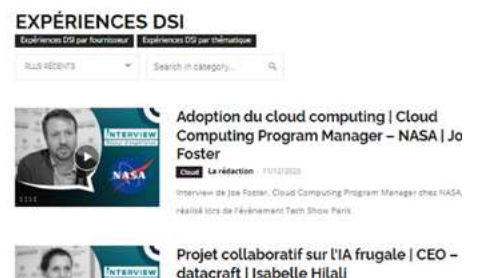 EXPÉRIENCES DSI
Expériences DSI par fournisseur Expériences DSI par thématique
PLUS RÉCENTS Search in category...
INTERVIEW
NASA
Adoption du cloud computing | Cloud
Computing Program Manager – NASA | Jo
Foster
Cloud La rédaction - 11/12/2023
Interview de Joe Foster, Cloud Computing Program Manager chez NASA,
réalisé lors de l'événement Tech Show Paris.
INTERVIEW
Projet collaboratif sur l'IA frugale | CEO –
datacraft | Isabelle Hilali